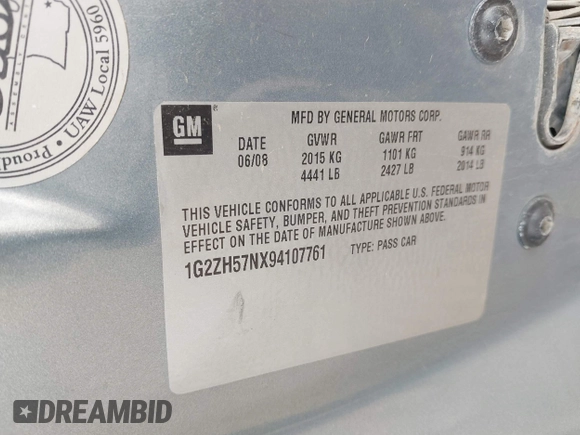 Proudly
UAW Local 5960
GM
MFD BY GENERAL MOTORS CORP.
DATE GVWR GAWR FRT GAWR RR
06/08 2015 KG 1101 KG 914 KG
4441 LB 2427 LB 2014 LB
THIS VEHICLE CONFORMS TO ALL APPLICABLE U.S. FEDERAL MOTOR
VEHICLE SAFETY, BUMPER, AND THEFT PREVENTION STANDARDS IN
EFFECT ON THE DATE OF MANUFACTURE SHOWN ABOVE.
1G2ZH57NX94107761 TYPE: PASS CAR
DREAMBID